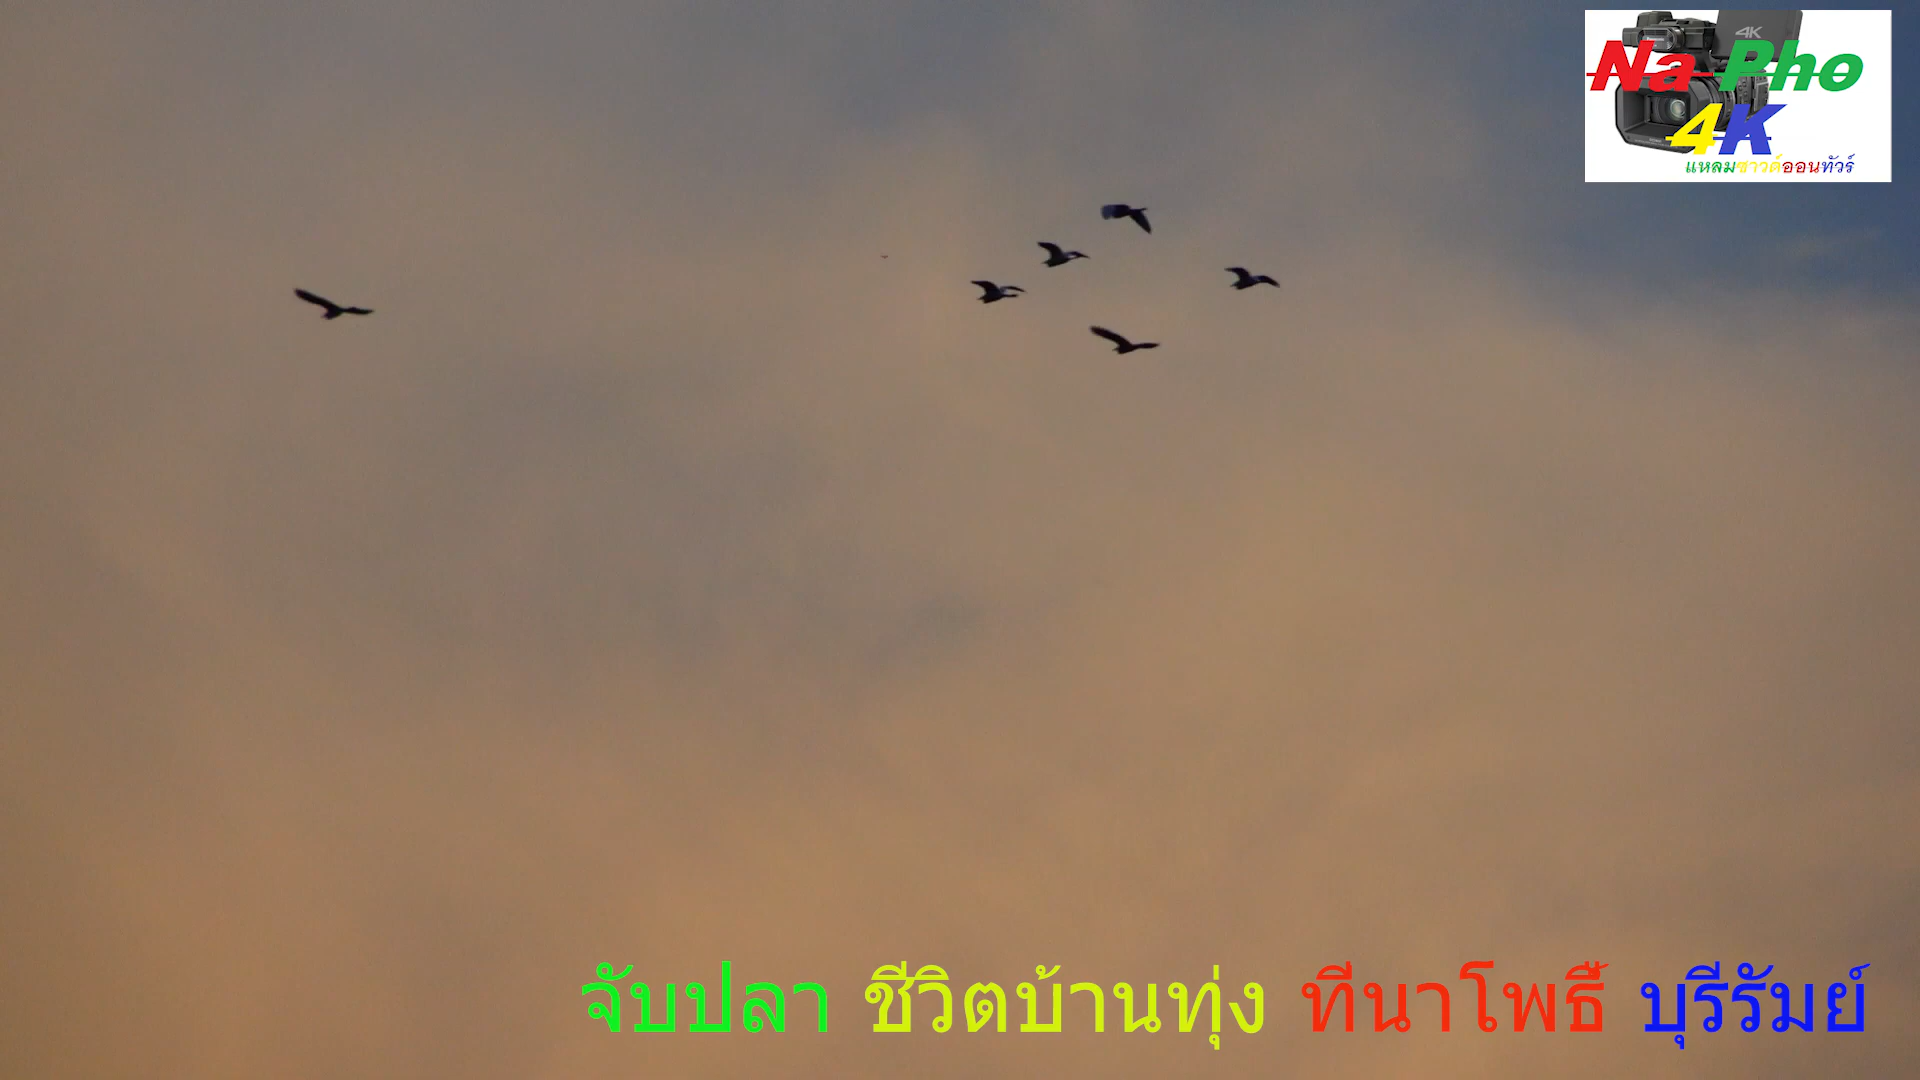 4K
Na Pho
4K
แหลมซาวด์ออนทัวร์
จับปลา ชีวิตบ้านทุ่ง ทีนาโพธิ์ บุรีรัมย์